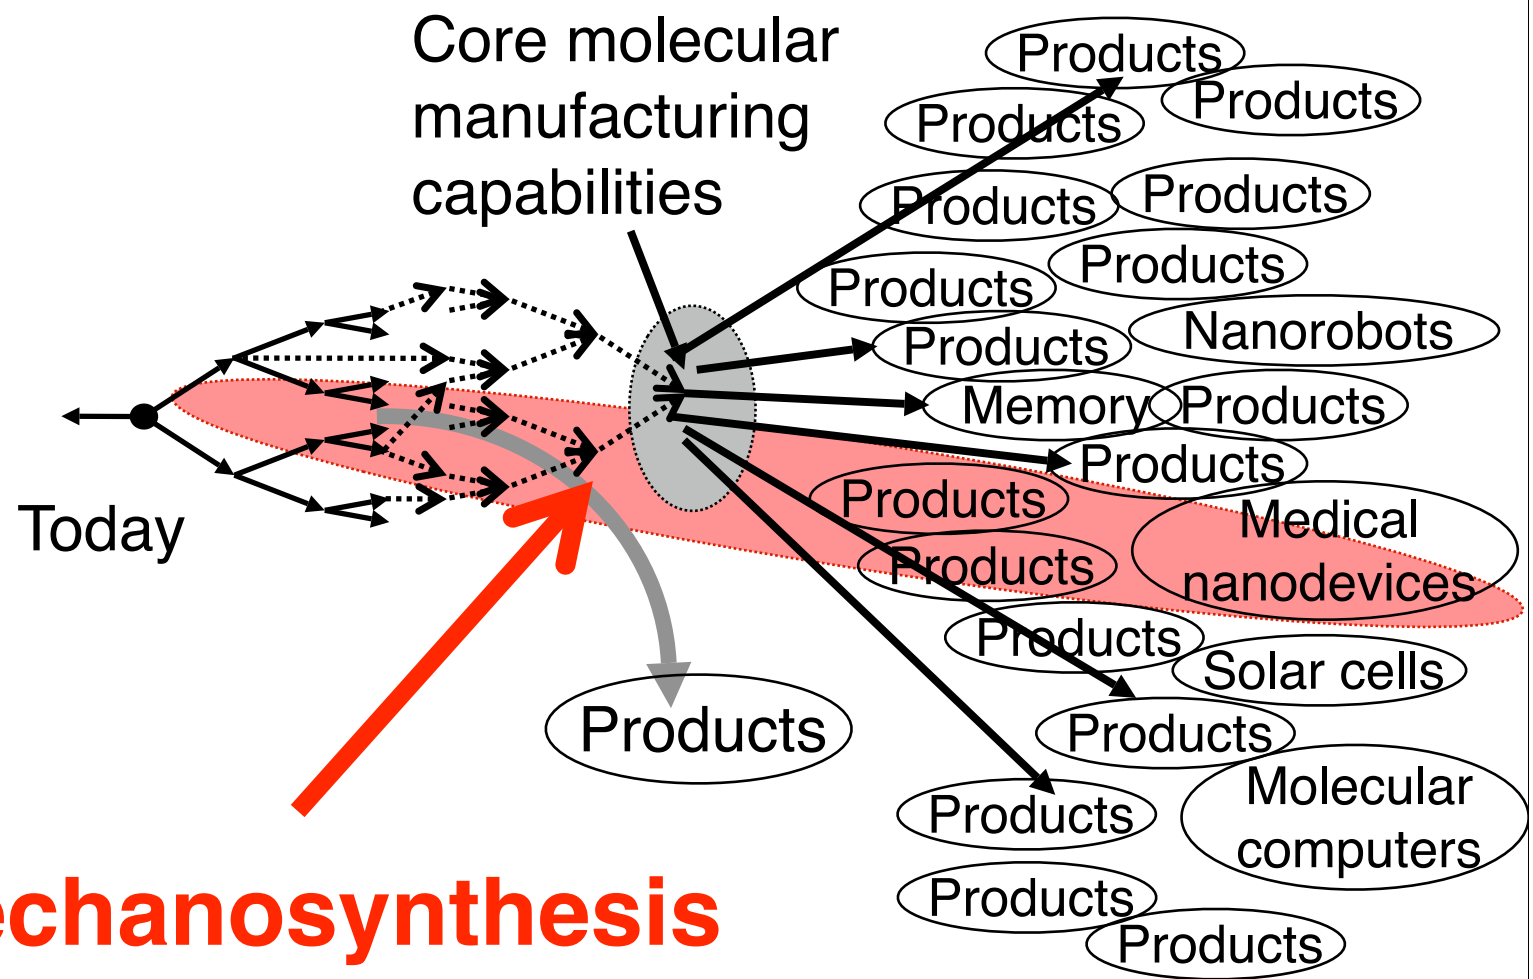 Core molecular
manufacturing
capabilities
Products
Products
Products
Products
Products
Products
Products
Nanorobots
Products
Memory
Products
Products
Products
Medical
nanodevices
Products
Products
Solar cells
Products
Molecular
computers
Products
Products
Products
Today
Products
echanosynthesis